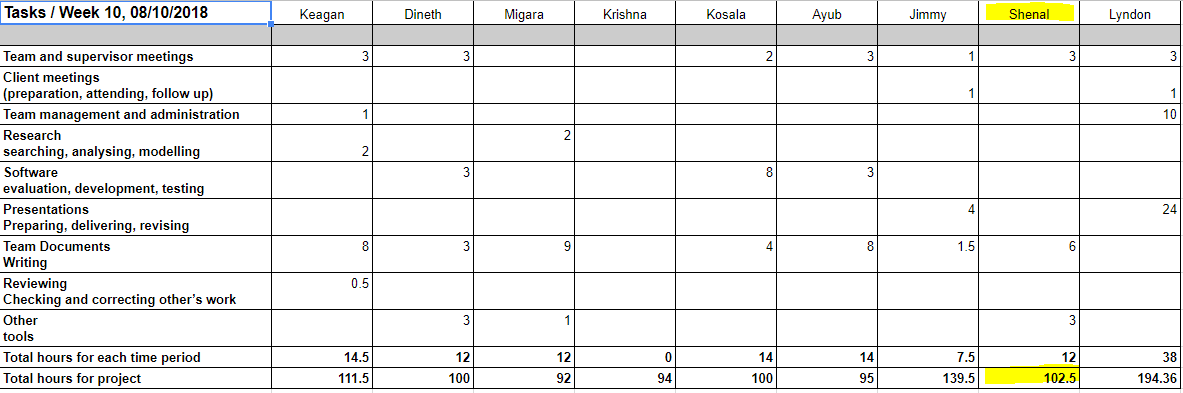 Tasks / Week 10, 08/10/2018 Keagan Dineth Migara Krishna Kosala Ayub Jimmy Shenal Lyndon
Team and supervisor meetings 3 3 2 3 1 3 3
Client meetings
(preparation, attending, follow up) 1 1
Team management and administration 1 10
Research 2
searching, analysing, modelling 2
Software 3 8 3
evaluation, development, testing
Presentations 4 24
Preparing, delivering, revising
Team Documents 8 3 9 4 8 1.5 6
Writing
Reviewing 0.5
Checking and correcting other's work
Other 3 1 3
tools
Total hours for each time period 14.5 12 12 0 14 14 7.5 12 38
Total hours for project 111.5 100 92 94 100 95 139.5 102.5 194.36